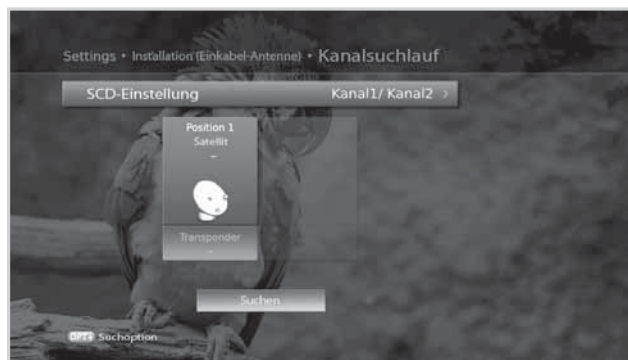 Settings • Installation (Einkabel-Antenne) • Kanalsuchlauf
SCD-Einstellung Kanal1/ Kanal2 >
Position 1
Satellit
–
Transponder
–
Suchen
OPT+ Suchoption